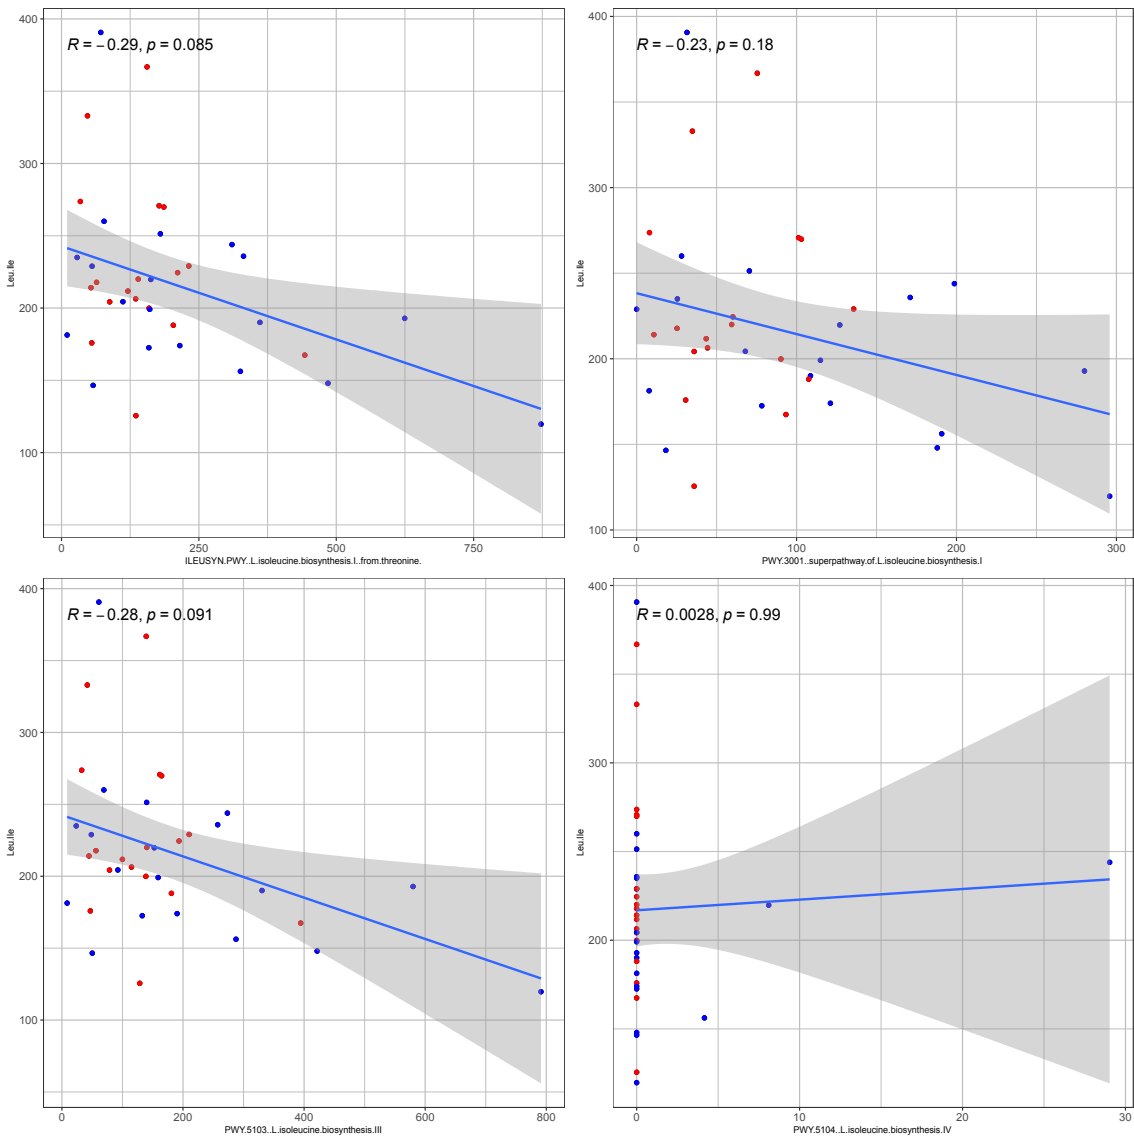 R = −0.29, p = 0.085
400
300
200
100
Leu.Ile
0 250 500 750
ILEUSYN.PWY..L.isoleucine.biosynthesis.I..from.threonine.
R = −0.23, p = 0.18
400
300
200
100
Leu.Ile
0 100 200 300
PWY.3001..superpathway.of.L.isoleucine.biosynthesis.I
R = −0.28, p = 0.091
400
300
200
100
Leu.Ile
0 200 400 600 800
PWY.5103..L.isoleucine.biosynthesis.III
R = 0.0028, p = 0.99
400
300
200
Leu.Ile
0 10 20 30
PWY.5104..L.isoleucine.biosynthesis.IV